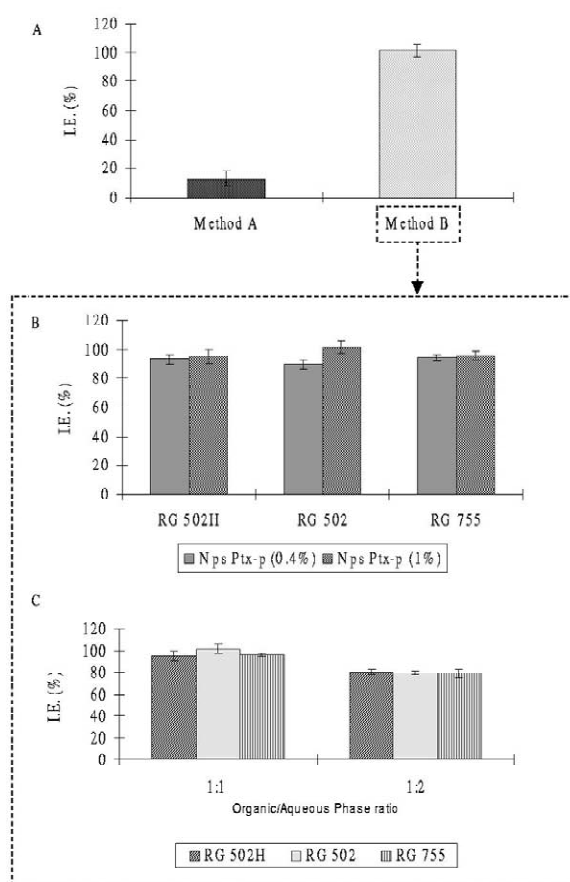 A
120
100
80
60
40
20
0
I.E. (%)
Method A Method B
B
120
100
80
60
40
20
0
I.E. (%)
RG 502H RG 502 RG 755
Nps Ptx-p (0.4%) Nps Ptx-p (1%)
C
120
100
80
60
40
20
0
I.E. (%)
1:1 1:2
Organic/Aqueous Phase ratio
RG 502H RG 502 RG 755